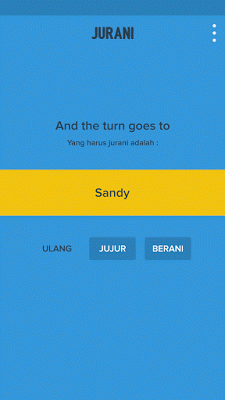 JURANI
And the turn goes to
Yang harus jurani adalah :
Sandy
ULANG JUJUR BERANI